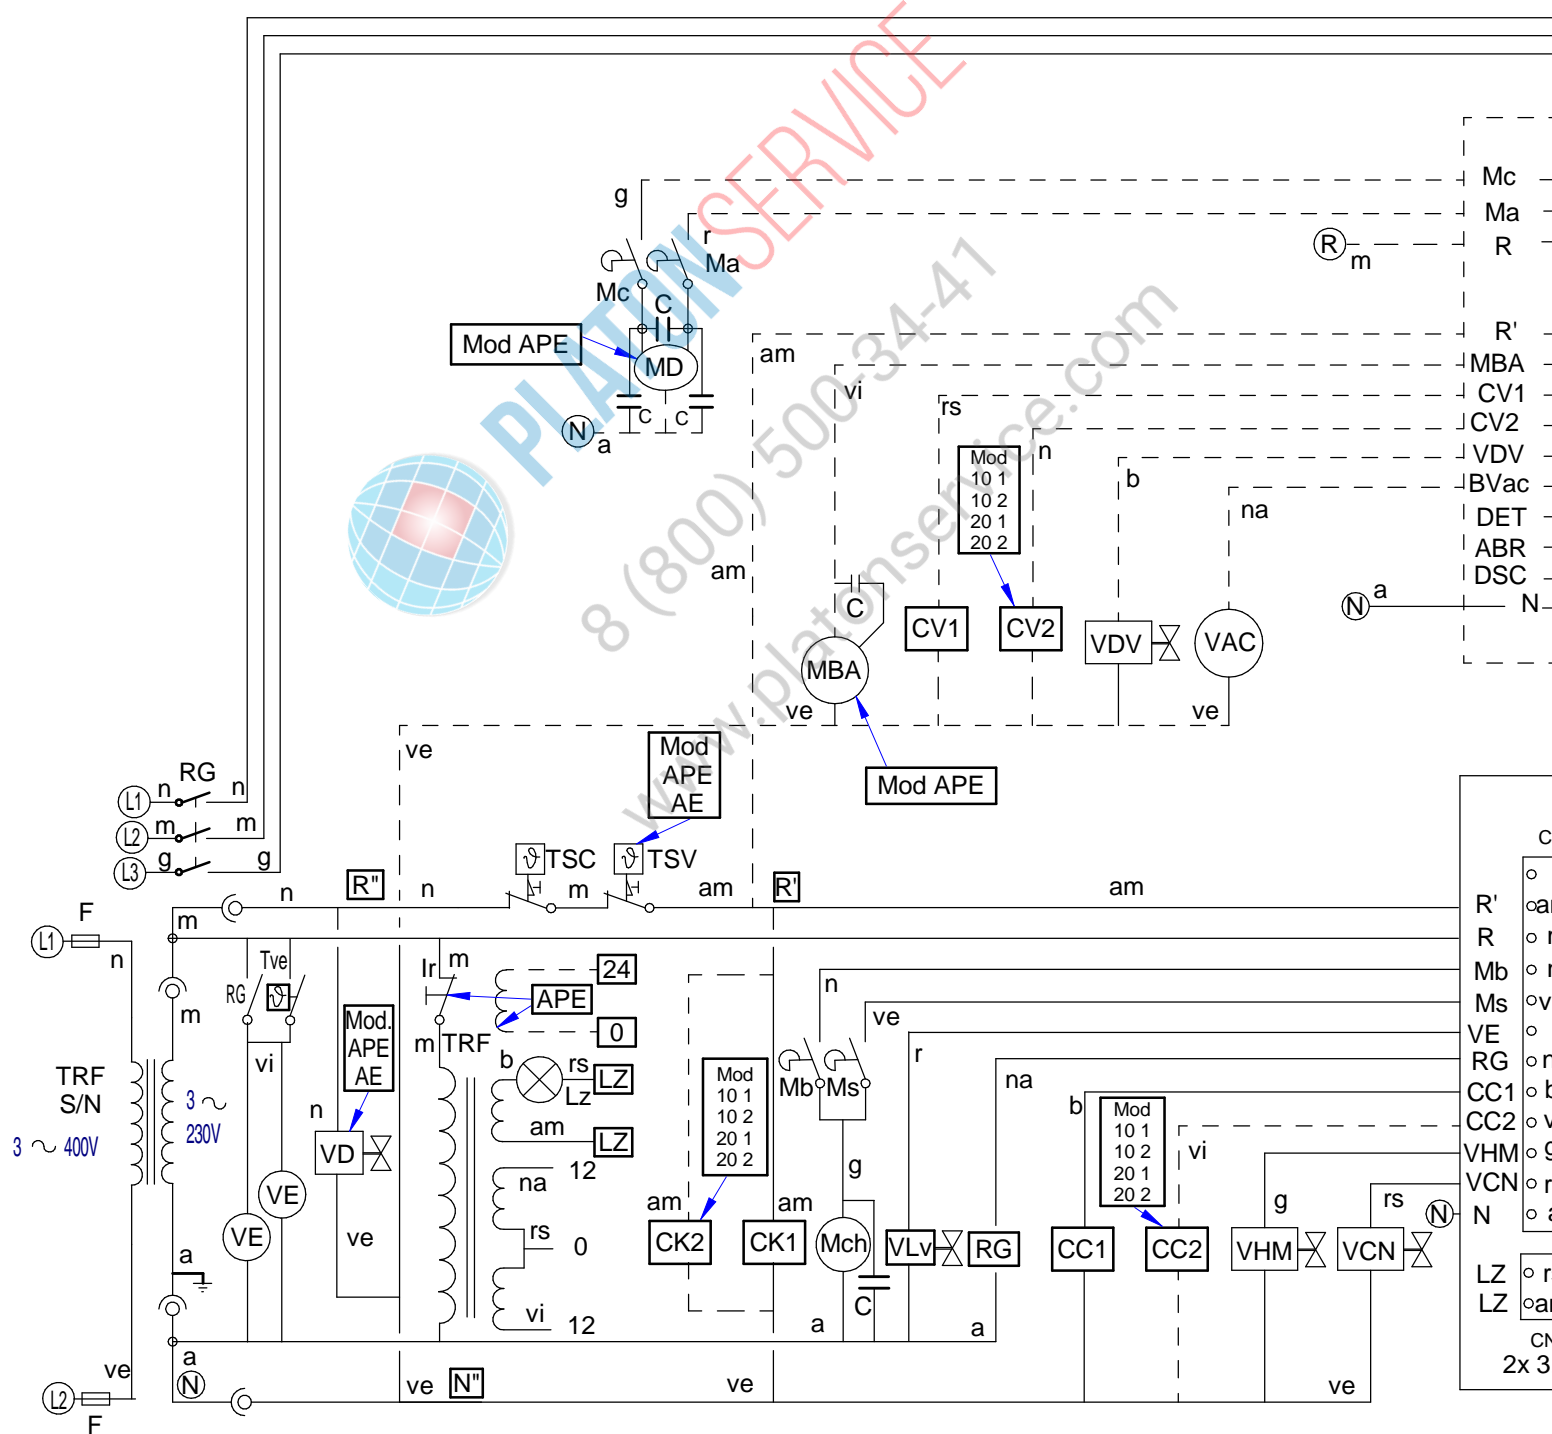 PLATONSERVICE
8 (800) 500-34-41
www.platonservice.com
g
r
Mc
Ma
C
Mod APE
MD
C
C
N
a
Mc
Ma
R
m
R
am
R'
vi
MBA
rs
CV1
n
CV2
b
VDV
na
BVac
DET
ABR
DSC
N
a
N
Mod
10 1
10 2
20 1
20 2
am
C
MBA
CV1
CV2
VDV
VAC
ve
ve
ve
Mod
APE
AE
Mod APE
RG
L1
n
n
L2
m
m
L3
g
g
TSC
TSV
n
R"
n
m
am
R'
am
R'
R
Mb
Ms
VE
RG
CC1
CC2
VHM
VCN
N
N
LZ
LZ
2x 3
F
L1
n
m
m
TRF
S/N
3 ~ 400V
3 ~
230V
Tve
RG
vi
VE
VE
Mod.
APE
AE
n
VD
ve
Ir
m
m
TRF
24
APE
0
b
rs
LZ
Lz
am
LZ
12
na
rs
0
vi
12
Mod
10 1
10 2
20 1
20 2
am
am
CK2
CK1
n
ve
Mb
Ms
g
Mch
C
r
VLv
na
RG
b
CC1
Mod
10 1
10 2
20 1
20 2
vi
CC2
g
VHM
rs
VCN
a
a
a
a
N
ve
L2
F
ve
N"
ve
ve